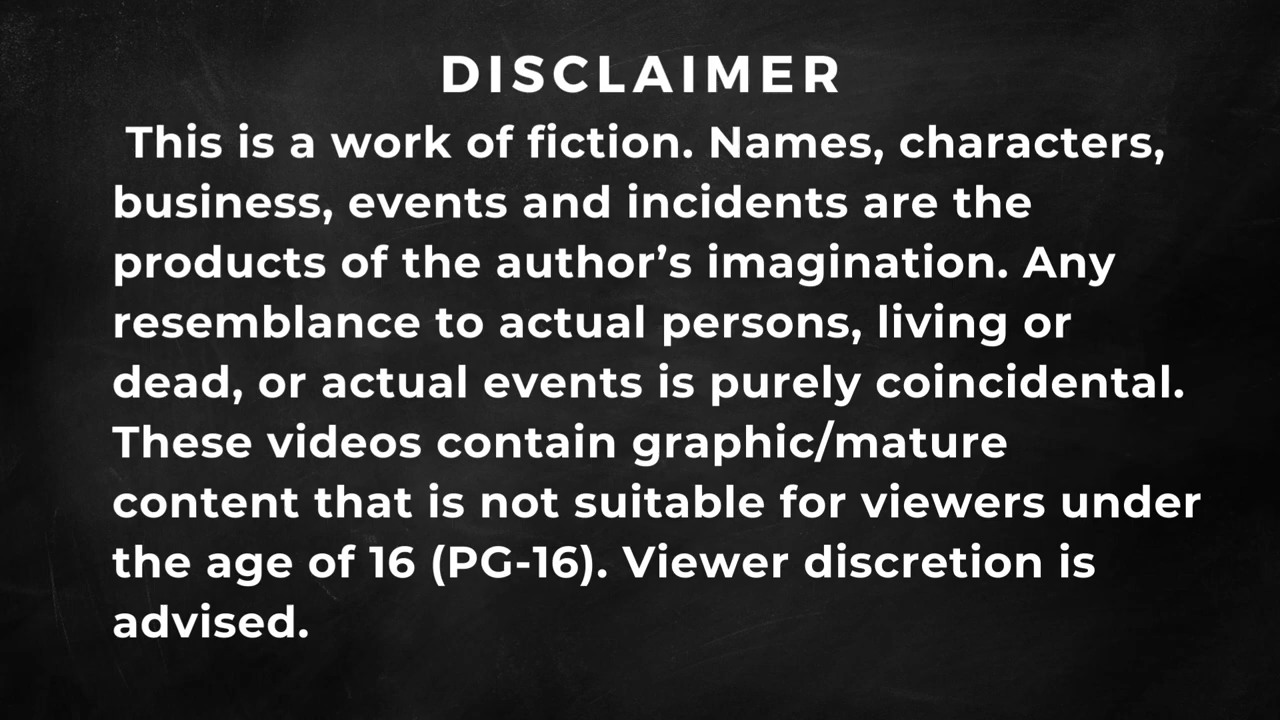 DISCLAIMER
This is a work of fiction. Names, characters,
business, events and incidents are the
products of the author’s imagination. Any
resemblance to actual persons, living or
dead, or actual events is purely coincidental.
These videos contain graphic/mature
content that is not suitable for viewers under
the age of 16 (PG-16). Viewer discretion is
advised.